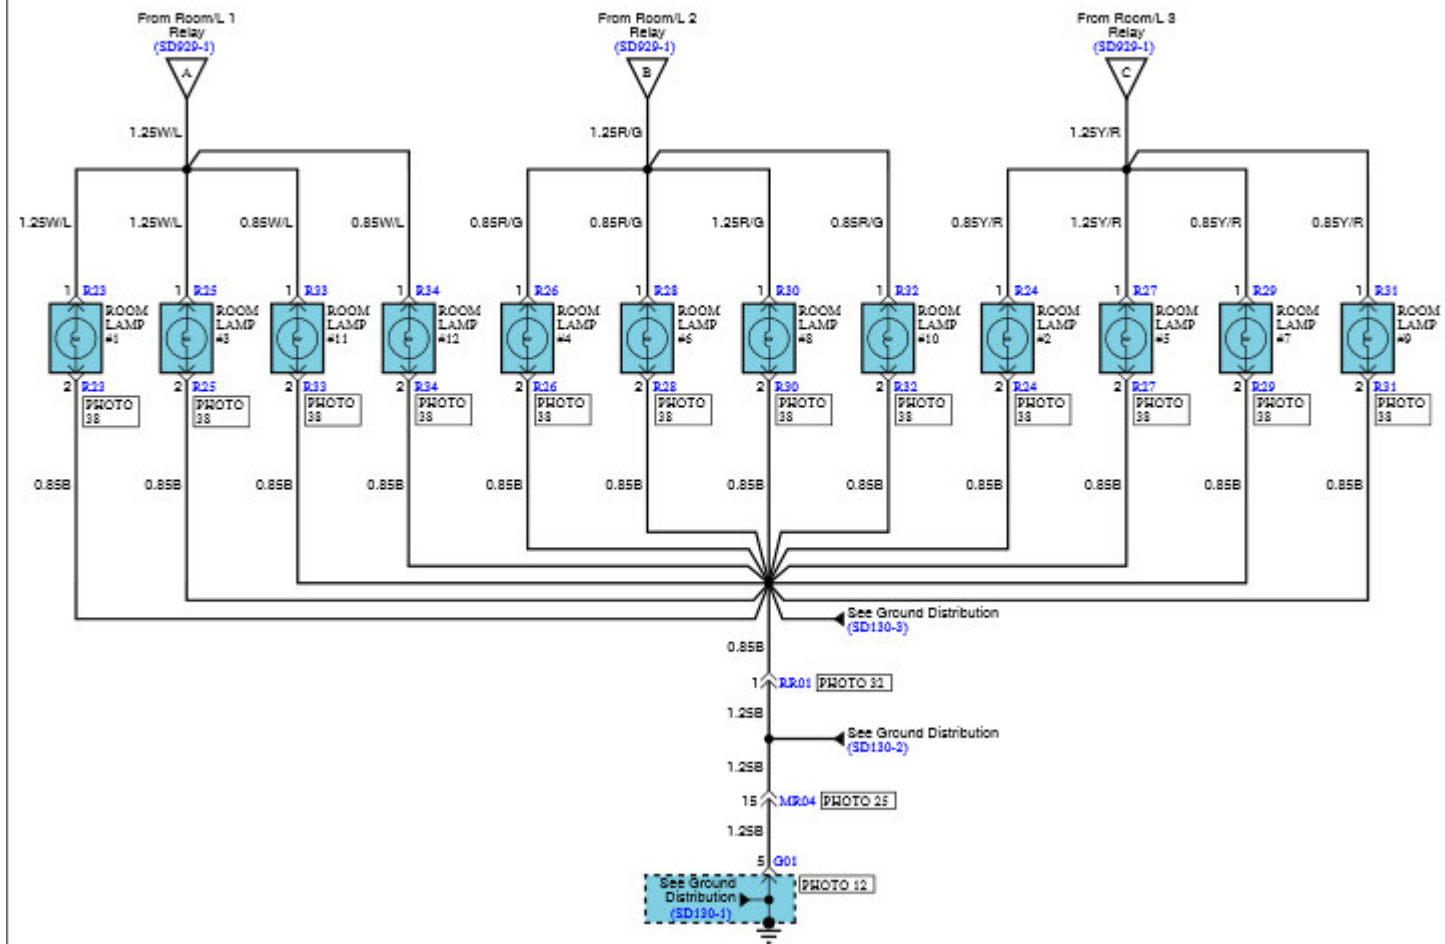 From Room/L 1
Relay
(SD929-1)
From Room/L 2
Relay
(SD929-1)
From Room/L 3
Relay
(SD929-1)
A
B
C
1.25W/L
1.25R/G
1.25Y/R
1.25W/L
1.25W/L
0.85W/L
0.85W/L
0.85R/G
0.85R/G
1.25R/G
0.85R/G
0.85Y/R
1.25Y/R
0.85Y/R
0.85Y/R
1 R23
1 R25
1 R33
1 R34
1 R26
1 R28
1 R30
1 R32
1 R24
1 R27
1 R29
1 R31
ROOM
LAMP
#1
ROOM
LAMP
#3
ROOM
LAMP
#11
ROOM
LAMP
#12
ROOM
LAMP
#4
ROOM
LAMP
#6
ROOM
LAMP
#8
ROOM
LAMP
#10
ROOM
LAMP
#2
ROOM
LAMP
#5
ROOM
LAMP
#7
ROOM
LAMP
#9
2 R23
2 R25
2 R33
2 R34
2 R26
2 R28
2 R30
2 R32
2 R24
2 R27
2 R29
2 R31
PHOTO
38
PHOTO
38
PHOTO
38
PHOTO
38
PHOTO
38
PHOTO
38
PHOTO
38
PHOTO
38
PHOTO
38
PHOTO
38
PHOTO
38
PHOTO
38
0.85B
0.85B
0.85B
0.85B
0.85B
0.85B
0.85B
0.85B
0.85B
0.85B
0.85B
0.85B
See Ground Distribution
(SD130-3)
0.85B
1 RR01 PHOTO 32
1.25B
See Ground Distribution
(SD130-2)
1.25B
15 MR04 PHOTO 25
1.25B
5 G01
PHOTO 12
See Ground
Distribution
(SD130-1)